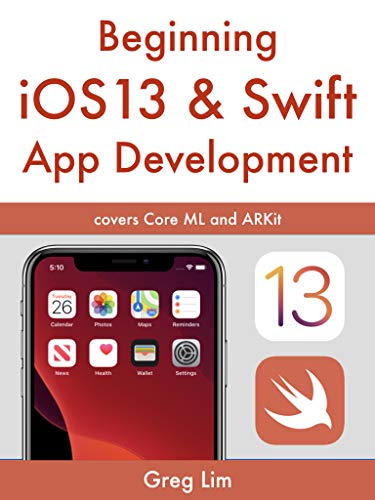 Beginning
iOS13 & Swift
App Development
covers Core ML and ARKit
5:10
Tuesday
26
Calendar Photos Maps Reminders
News Health Wallet Settings
13
Greg Lim